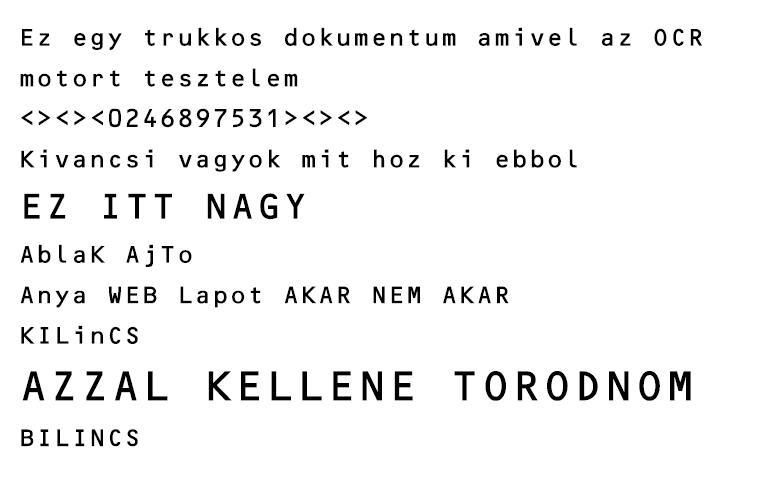 Ez egy trukkos dokumentum amivel az OCR
motort tesztelem
<><><0246897531><><>
Kivancsi vagyok mit hoz ki ebbol
EZ ITT NAGY
AblaK AjTo
Anya WEB Lapot AKAR NEM AKAR
KILinCS
AZZAL KELLENE TORODNOM
BILINCS